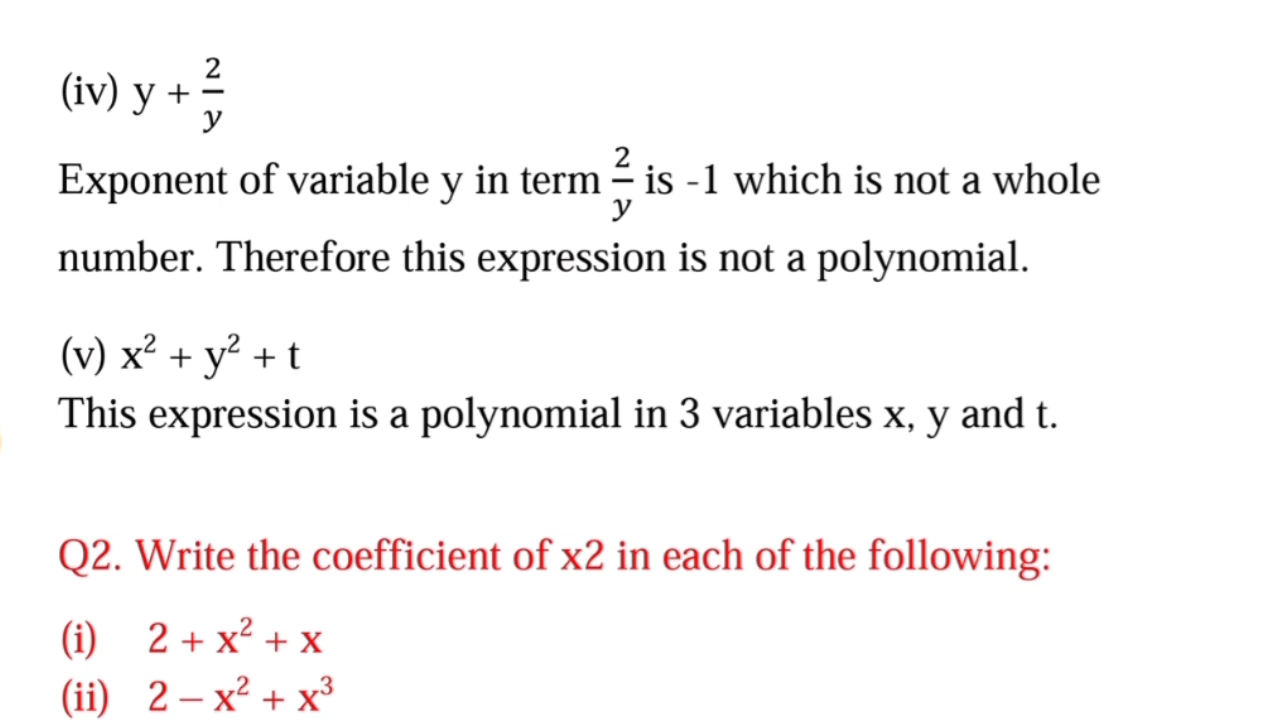 (iv) y + 2/y
Exponent of variable y in term 2/y is -1 which is not a whole
number. Therefore this expression is not a polynomial.
(v) x² + y² + t
This expression is a polynomial in 3 variables x, y and t.
Q2. Write the coefficient of x2 in each of the following:
(i) 2 + x² + x
(ii) 2 – x² + x³